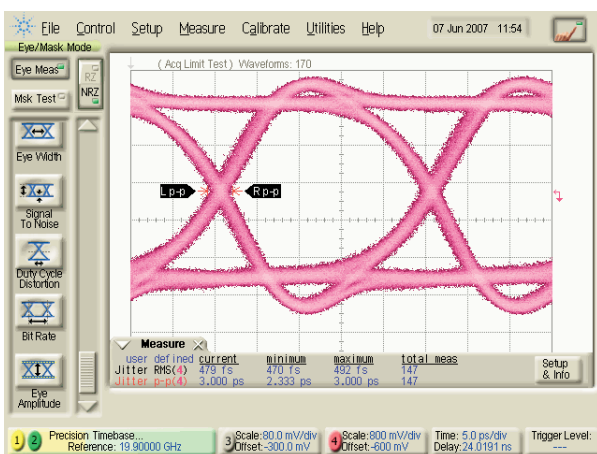 File Control Setup Measure Calibrate Utilities Help 07 Jun 2007 11:54
Eye/Mask Mode
Eye Meas
RZ
NRZ
Msk Test
( Acq Limit Test ) Waveforms: 170
Eye Width
Signal
To Noise
Duty Cycle
Distortion
Bit Rate
Eye
Amplitude
L p-p
R p-p
Measure
user defined current minimum maximum total meas
Jitter RMS(4) 479 fs 470 fs 492 fs 147
Jitter p-p(4) 3.000 ps 2.333 ps 3.000 ps 147
Setup
& Info
1 2 Precision Timebase...
Reference: 19.90000 GHz
3 Scale:80.0 mV/div
Offset:-300.0 mV
4 Scale:800 mV/div
Offset:-600 mV
Time: 5.0 ps/div
Delay:24.0191 ns
Trigger Level:
---